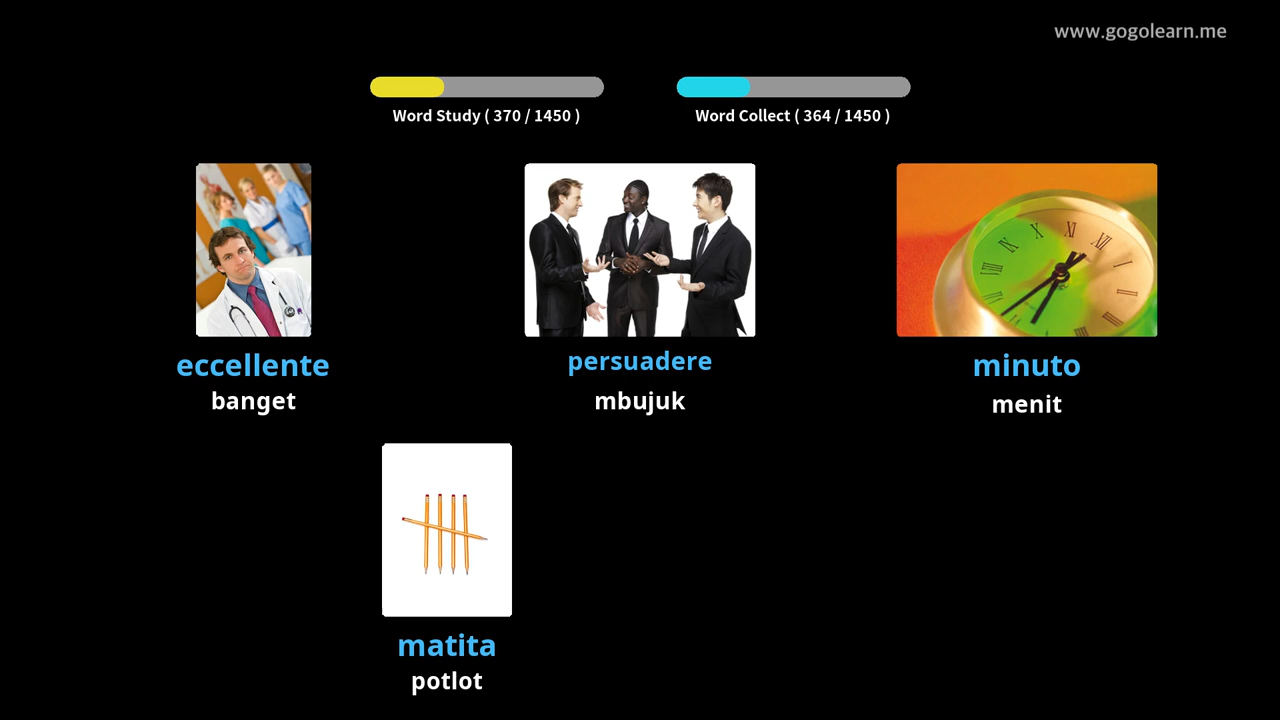 www.gogolearn.me
Word Study ( 370 / 1450 )
Word Collect ( 364 / 1450 )
eccellente
banget
persuadere
mbujuk
minuto
menit
matita
potlot